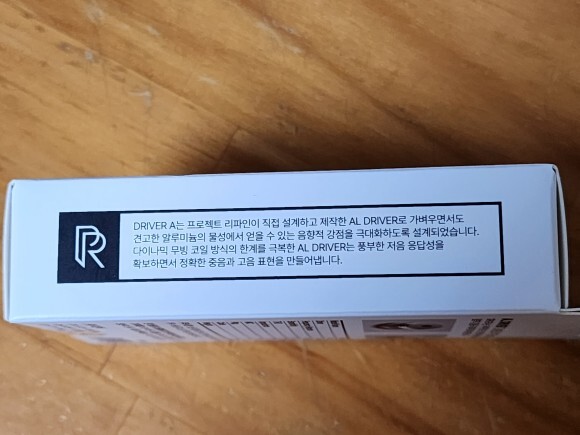 DRIVER A는 프로젝트 리파인이 직접 설계하고 제작한 AL DRIVER로 가벼우면서도
견고한 알루미늄의 물성에서 얻을 수 있는 음향적 강점을 극대화하도록 설계되었습니다.
다이나믹 무빙 코일 방식의 한계를 극복한 AL DRIVER는 풍부한 저음 응답성을
확보하면서 정확한 중음과 고음 표현을 만들어냅니다.